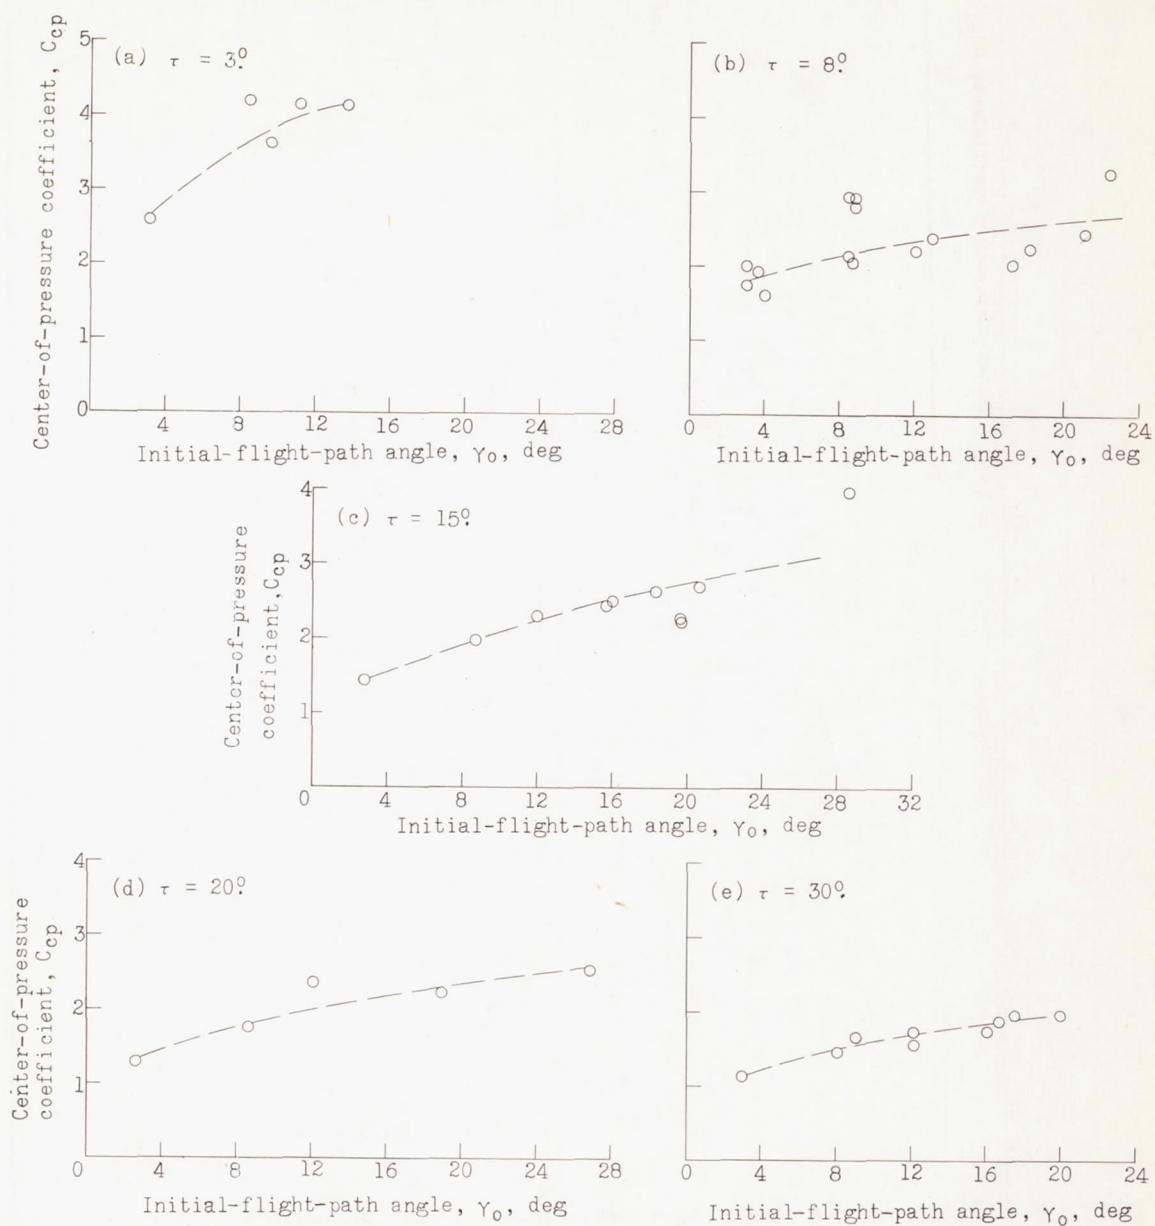 Center-of-pressure coefficient, Ccp
(a) τ = 3°.
5
4
3
2
1
0
4 8 12 16 20 24 28
Initial-flight-path angle, γo, deg
(b) τ = 8°.
0 4 8 12 16 20 24
Initial-flight-path angle, γo, deg
Center-of-pressure
coefficient, Ccp
(c) τ = 15°.
4
3
2
1
0 4 8 12 16 20 24 28 32
Initial-flight-path angle, γo, deg
Center-of-pressure
coefficient, Ccp
(d) τ = 20°.
4
3
2
1
0 4 8 12 16 20 24 28
Initial-flight-path angle, γo, deg
(e) τ = 30°.
0 4 8 12 16 20 24
Initial-flight-path angle, γo, deg